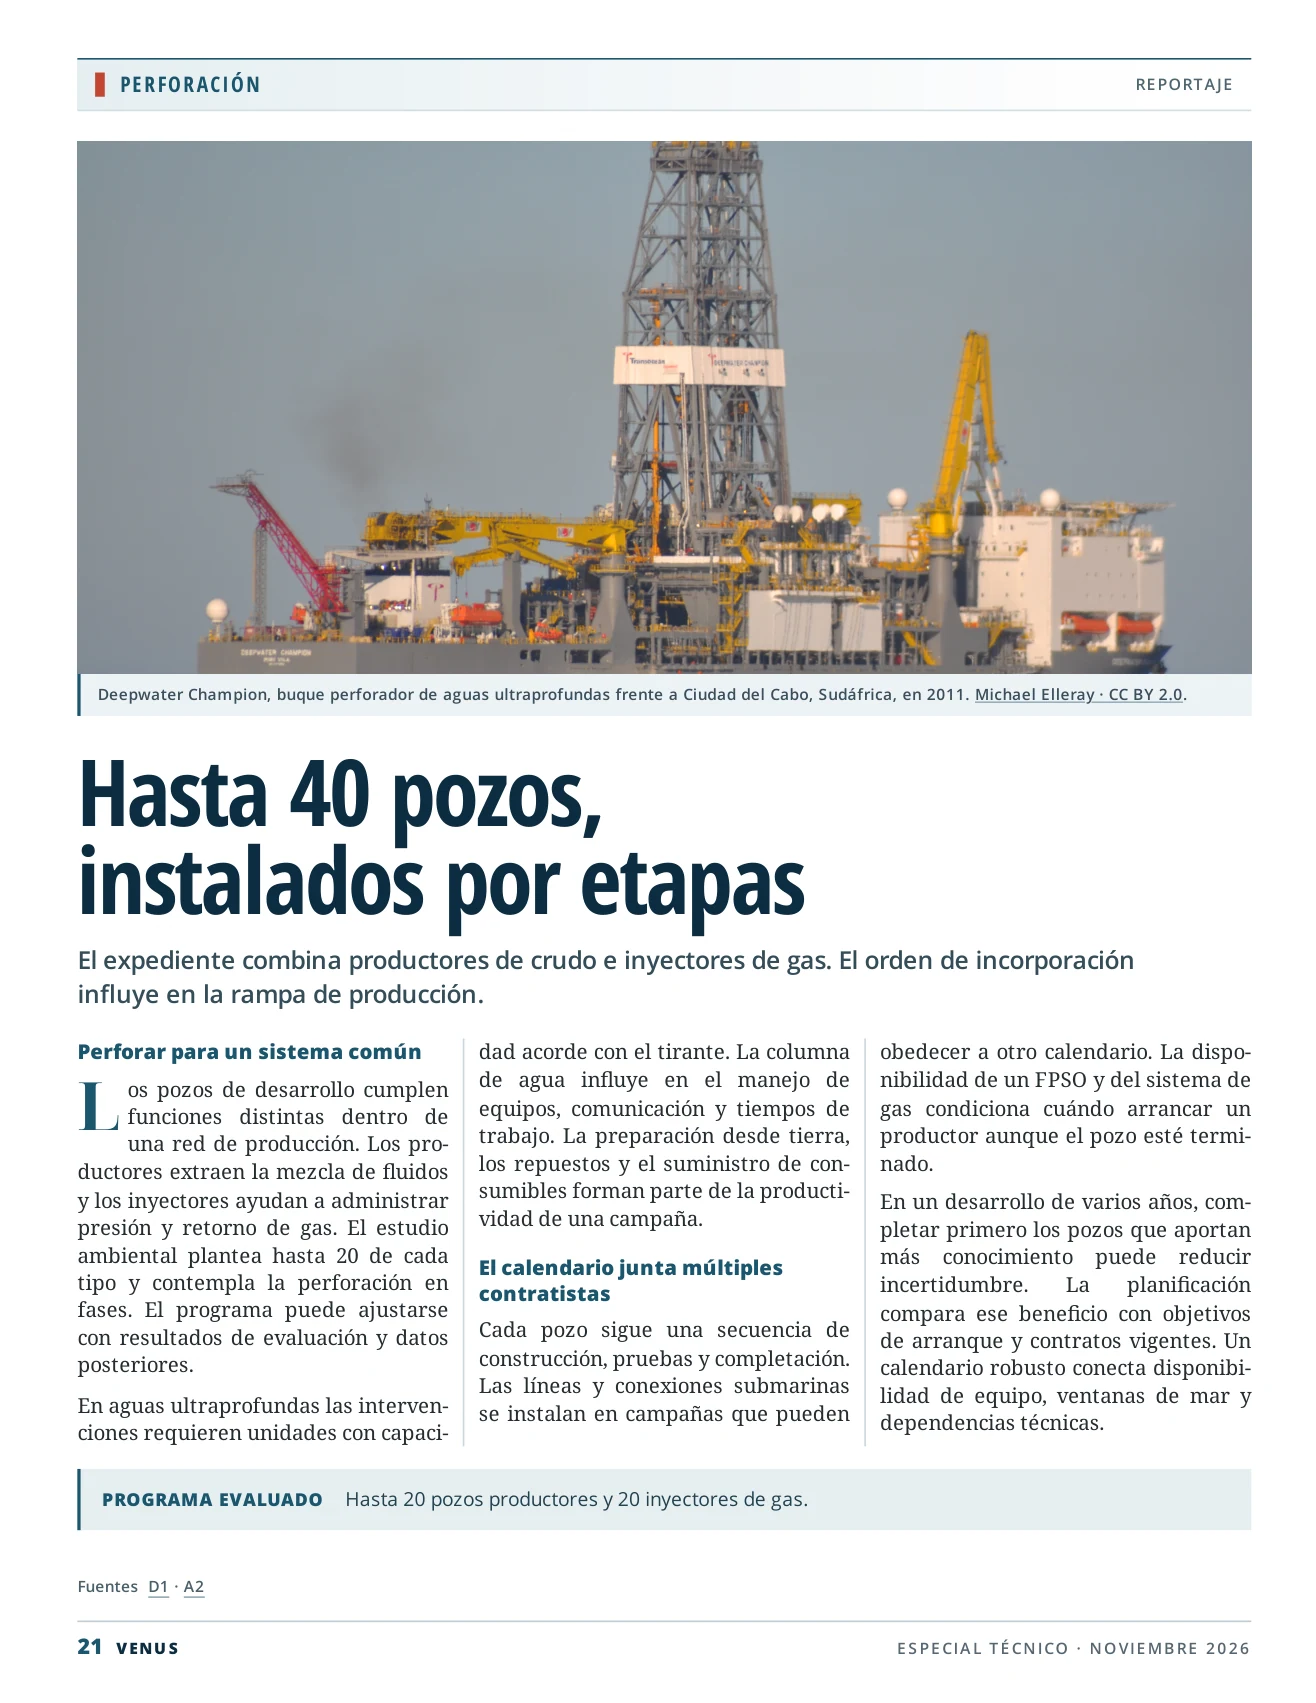 PERFORACIÓN
REPORTAJE
Transocean
DEEPWATER CHAMPION
DEEPWATER CHAMPION
PORT VILA
Deepwater Champion, buque perforador de aguas ultraprofundas frente a Ciudad del Cabo, Sudáfrica, en 2011. Michael Elleray · CC BY 2.0.
Hasta 40 pozos,
instalados por etapas
El expediente combina productores de crudo e inyectores de gas. El orden de incorporación
influye en la rampa de producción.
Perforar para un sistema común
Los pozos de desarrollo cumplen
funciones distintas dentro de
una red de producción. Los pro-
ductores extraen la mezcla de fluidos
y los inyectores ayudan a administrar
presión y retorno de gas. El estudio
ambiental plantea hasta 20 de cada
tipo y contempla la perforación en
fases. El programa puede ajustarse
con resultados de evaluación y datos
posteriores.
En aguas ultraprofundas las interven-
ciones requieren unidades con capaci-
dad acorde con el tirante. La columna
de agua influye en el manejo de
equipos, comunicación y tiempos de
trabajo. La preparación desde tierra,
los repuestos y el suministro de con-
sumibles forman parte de la producti-
vidad de una campaña.
El calendario junta múltiples
contratistas
Cada pozo sigue una secuencia de
construcción, pruebas y completación.
Las líneas y conexiones submarinas
se instalan en campañas que pueden
obedecer a otro calendario. La dispo-
nibilidad de un FPSO y del sistema de
gas condiciona cuándo arrancar un
productor aunque el pozo esté termi-
nado.
En un desarrollo de varios años, com-
pletar primero los pozos que aportan
más conocimiento puede reducir
incertidumbre. La planificación
compara ese beneficio con objetivos
de arranque y contratos vigentes. Un
calendario robusto conecta disponibi-
lidad de equipo, ventanas de mar y
dependencias técnicas.
PROGRAMA EVALUADO Hasta 20 pozos productores y 20 inyectores de gas.
Fuentes D1 · A2
21 VENUS
ESPECIAL TÉCNICO · NOVIEMBRE 2026